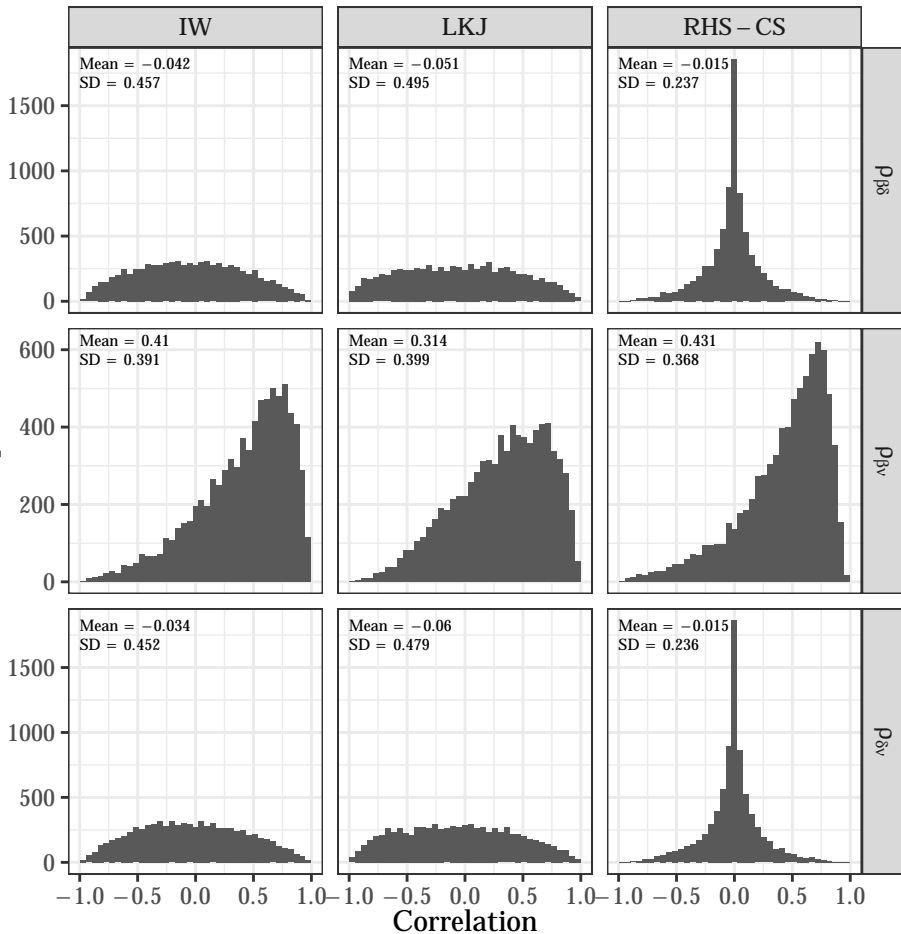 IW LKJ RHS – CS
Mean = −0.042 Mean = −0.051 Mean = −0.015
SD = 0.457 SD = 0.495 SD = 0.237
1500
1000
500
0
ρβδ
Mean = 0.41 Mean = 0.314 Mean = 0.431
SD = 0.391 SD = 0.399 SD = 0.368
600
400
200
0
ρβν
Mean = −0.034 Mean = −0.06 Mean = −0.015
SD = 0.452 SD = 0.479 SD = 0.236
1500
1000
500
0
ρδν
−1.0 −0.5 0.0 0.5 1.0 −1.0 −0.5 0.0 0.5 1.0 −1.0 −0.5 0.0 0.5 1.0
Correlation